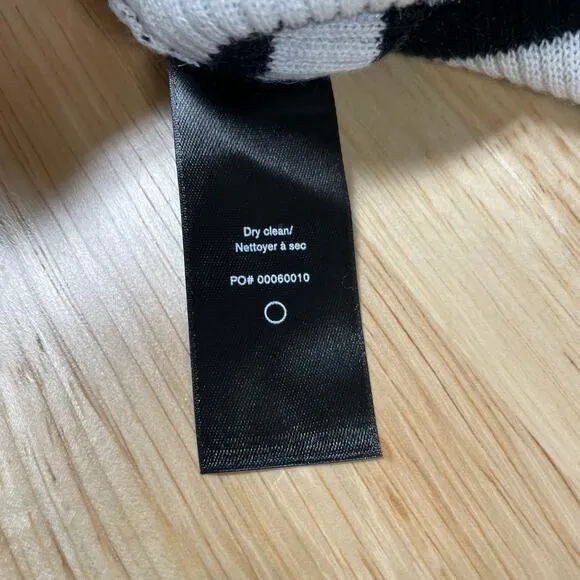 Dry clean/
Nettoyer à sec
PO# 00060010